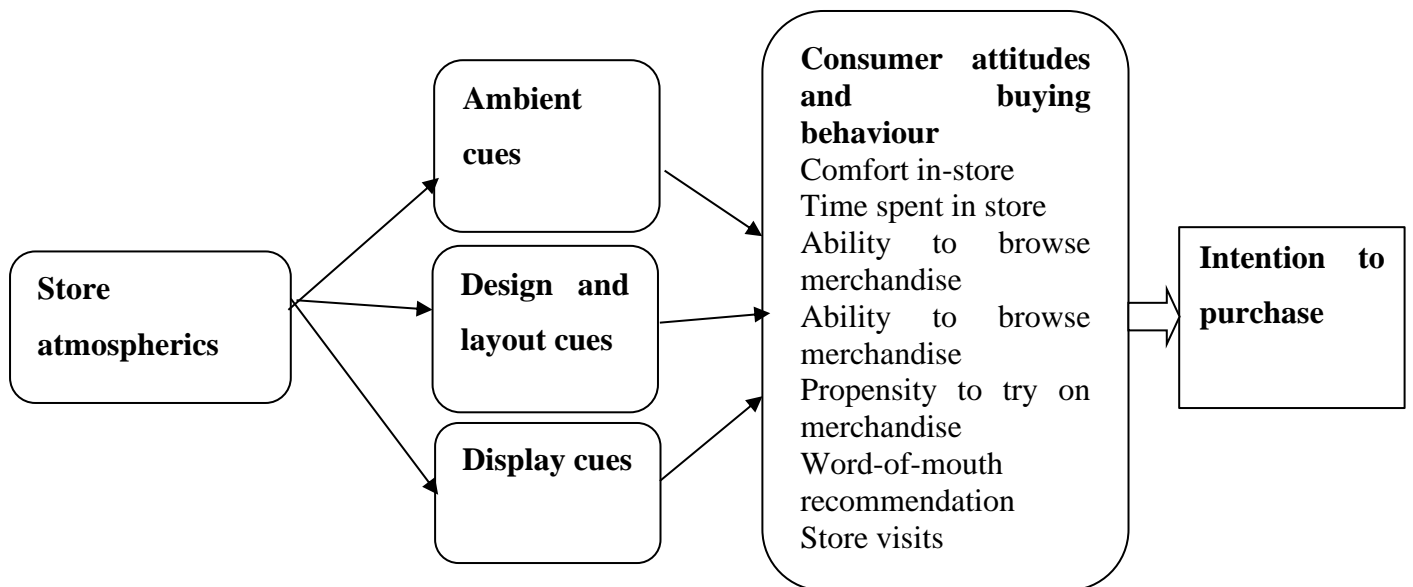 Store
atmospherics
Ambient
cues
Design and
layout cues
Display cues
Consumer attitudes
and buying
behaviour
Comfort in-store
Time spent in store
Ability to browse
merchandise
Ability to browse
merchandise
Propensity to try on
merchandise
Word-of-mouth
recommendation
Store visits
Intention to
purchase